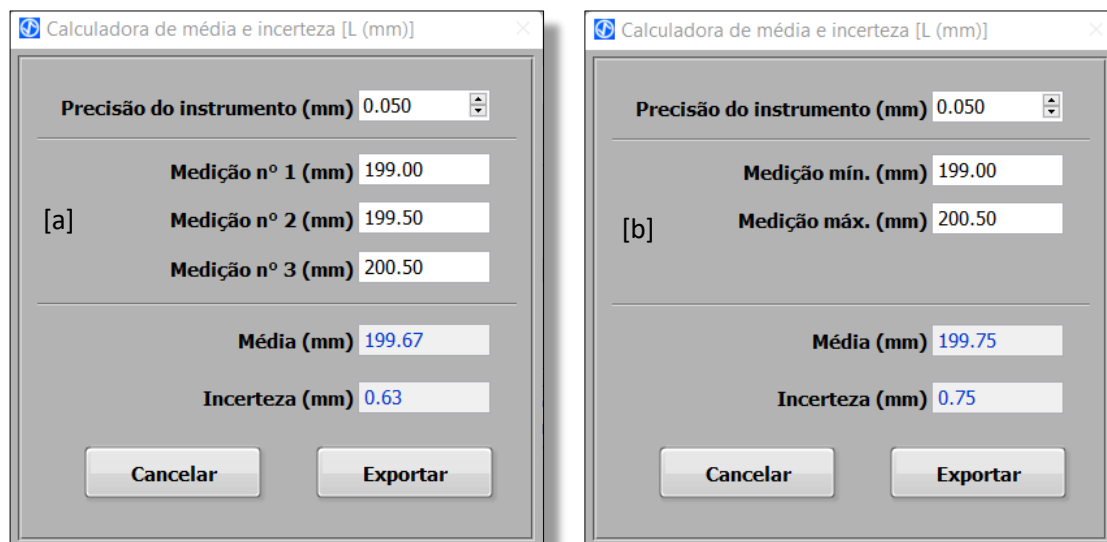 Calculadora de média e incerteza [L (mm)]
Precisão do instrumento (mm) 0.050
Medição nº 1 (mm) 199.00
[a]
Medição nº 2 (mm) 199.50
Medição nº 3 (mm) 200.50
Média (mm) 199.67
Incerteza (mm) 0.63
Cancelar Exportar
Calculadora de média e incerteza [L (mm)]
Precisão do instrumento (mm) 0.050
Medição mín. (mm) 199.00
[b]
Medição máx. (mm) 200.50
Média (mm) 199.75
Incerteza (mm) 0.75
Cancelar Exportar